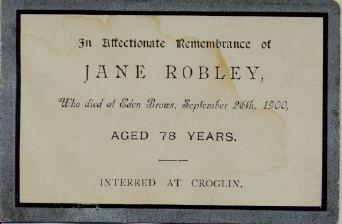 In Affectionate Remembrance of
JANE ROBLEY,
Who died at Eden Brows, September 26th, 1900,
AGED 78 YEARS.
INTERRED AT CROGLIN.